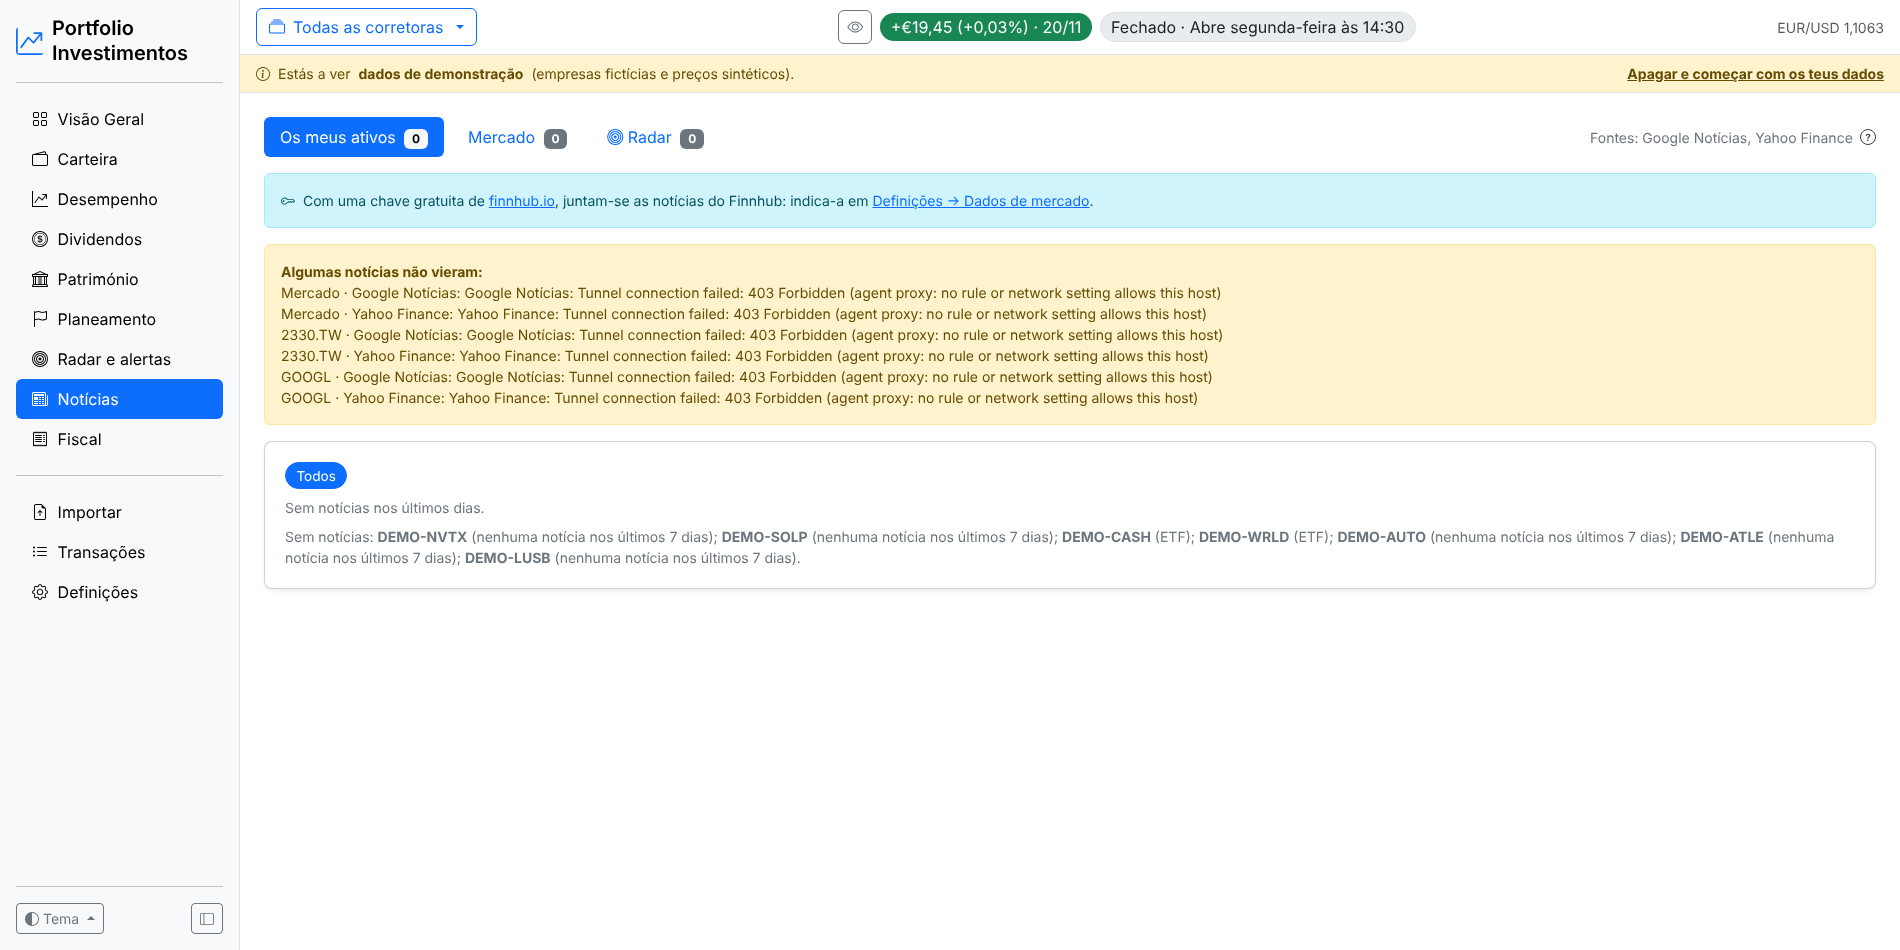 Portfolio
Investimentos
Visão Geral
Carteira
Desempenho
Dividendos
Património
Planeamento
Radar e alertas
Notícias
Fiscal
Importar
Transações
Definições
Tema
Todas as corretoras
+€19,45 (+0,03%) · 20/11
Fechado · Abre segunda-feira às 14:30
EUR/USD 1,1063
Estás a ver dados de demonstração (empresas fictícias e preços sintéticos).
Apagar e começar com os teus dados
Os meus ativos 0
Mercado 0
Radar 0
Fontes: Google Notícias, Yahoo Finance
Com uma chave gratuita de finnhub.io, juntam-se as notícias do Finnhub: indica-a em Definições → Dados de mercado.
Algumas notícias não vieram:
Mercado · Google Notícias: Google Notícias: Tunnel connection failed: 403 Forbidden (agent proxy: no rule or network setting allows this host)
Mercado · Yahoo Finance: Yahoo Finance: Tunnel connection failed: 403 Forbidden (agent proxy: no rule or network setting allows this host)
2330.TW · Google Notícias: Google Notícias: Tunnel connection failed: 403 Forbidden (agent proxy: no rule or network setting allows this host)
2330.TW · Yahoo Finance: Yahoo Finance: Tunnel connection failed: 403 Forbidden (agent proxy: no rule or network setting allows this host)
GOOGL · Google Notícias: Google Notícias: Tunnel connection failed: 403 Forbidden (agent proxy: no rule or network setting allows this host)
GOOGL · Yahoo Finance: Yahoo Finance: Tunnel connection failed: 403 Forbidden (agent proxy: no rule or network setting allows this host)
Todos
Sem notícias nos últimos dias.
Sem notícias: DEMO-NVTX (nenhuma notícia nos últimos 7 dias); DEMO-SOLP (nenhuma notícia nos últimos 7 dias); DEMO-CASH (ETF); DEMO-WRLD (ETF); DEMO-AUTO (nenhuma notícia nos últimos 7 dias); DEMO-ATLE (nenhuma
notícia nos últimos 7 dias); DEMO-LUSB (nenhuma notícia nos últimos 7 dias).